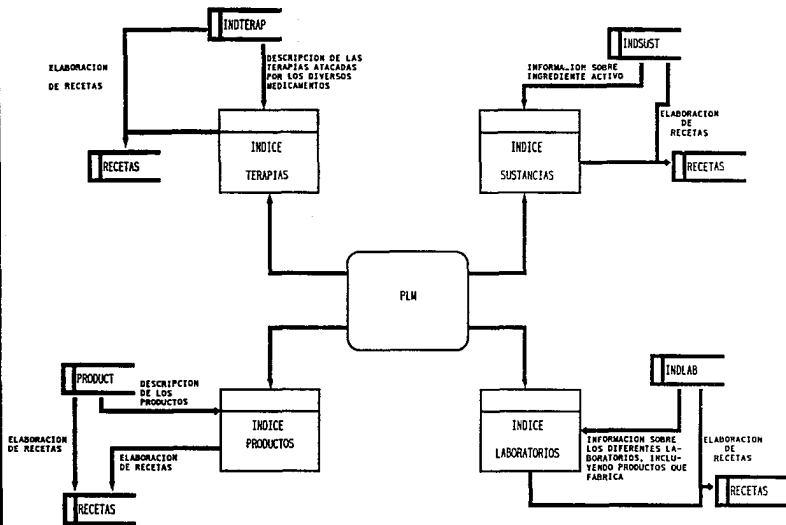 INDTERAP
ELABORACION
DE RECETAS
DESCRIPCION DE LAS
TERAPIAS ATACADAS
POR LOS DIVERSOS
MEDICAMENTOS
RECETAS
INDICE
TERAPIAS
INDSUST
INFORMACION SOBRE
INGREDIENTE ACTIVO
ELABORACION
DE
RECETAS
INDICE
SUSTANCIAS
RECETAS
PLM
PRODUCT
DESCRIPCION
DE LOS
PRODUCTOS
ELABORACION
DE RECETAS
INDICE
PRODUCTOS
ELABORACION
DE RECETAS
RECETAS
INDLAB
INDICE
LABORATORIOS
INFORMACION SOBRE
LOS DIFERENTES LA-
BORATORIOS, INCLU-
YENDO PRODUCTOS QUE
FABRICA
ELABORACION
DE
RECETAS
RECETAS